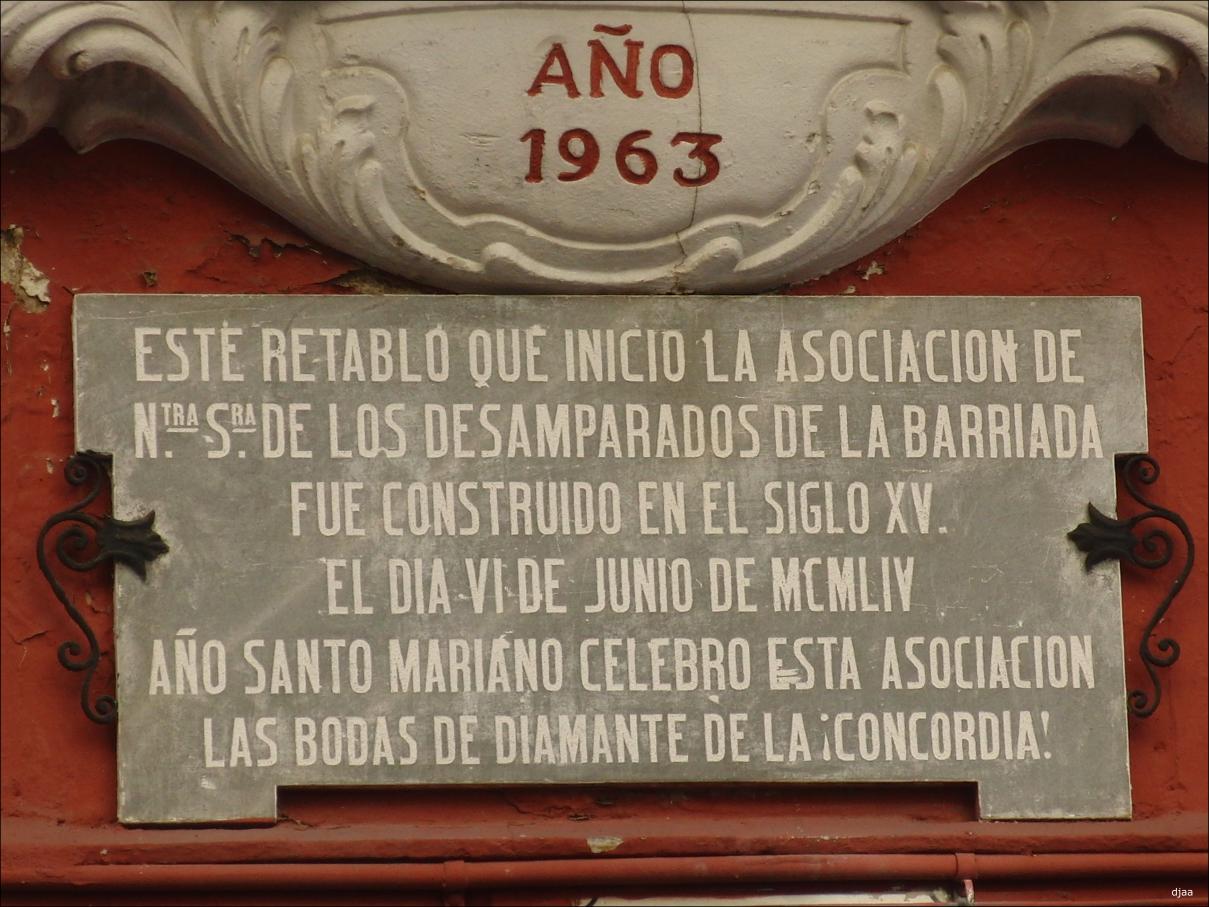 AÑO
1963
ESTE RETABLO QUE INICIO LA ASOCIACION DE
NTRA. SRA. DE LOS DESAMPARADOS DE LA BARRIADA
FUE CONSTRUIDO EN EL SIGLO XV.
EL DIA VI DE JUNIO DE MCMLIV
AÑO SANTO MARIANO CELEBRO ESTA ASOCIACION
LAS BODAS DE DIAMANTE DE LA ¡CONCORDIA!
djaa